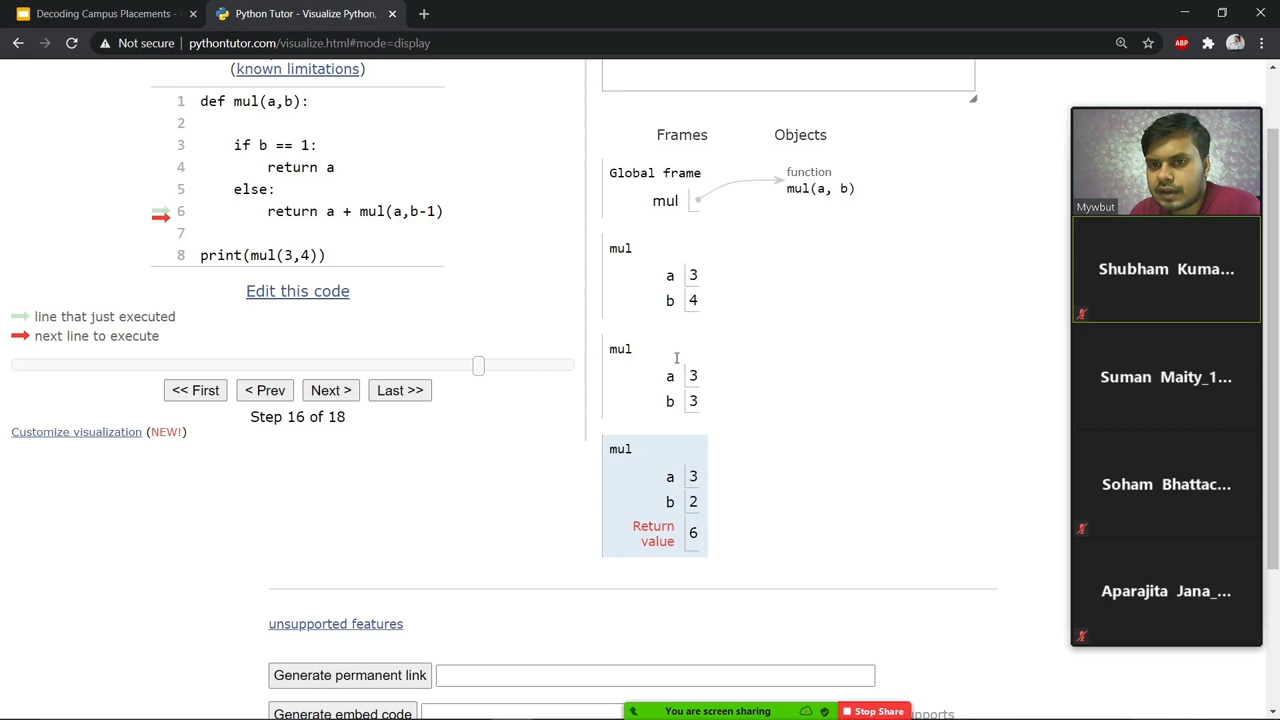 Decoding Campus Placements -
Python Tutor - Visualize Python,
Not secure
pythontutor.com/visualize.html#mode=display
ABP
(known limitations)
1 def mul(a,b):
2
3 if b == 1:
4 return a
5 else:
6 return a + mul(a,b-1)
7
8 print(mul(3,4))
Edit this code
line that just executed
next line to execute
<< First
< Prev
Next >
Last >>
Step 16 of 18
Customize visualization (NEW!)
Frames
Objects
Global frame
mul
function
mul(a, b)
mul
a 3
b 4
mul
a 3
b 3
mul
a 3
b 2
Return
value 6
unsupported features
Generate permanent link
Generate embed code
You are screen sharing
Stop Share
Mywbut
Shubham Kuma...
Suman Maity_1...
Soham Bhattac...
Aparajita Jana_...